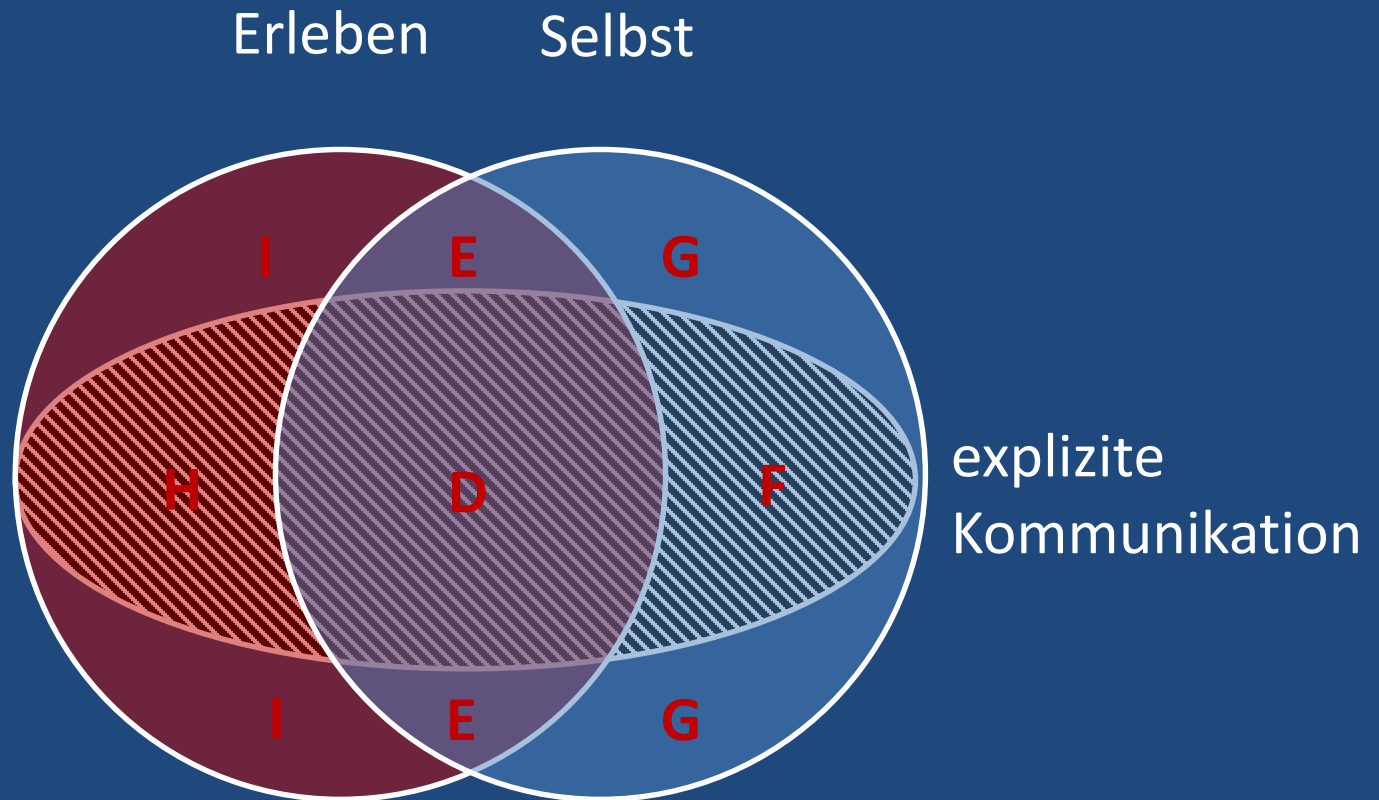 Erleben Selbst
I E G
H D F
explizite
Kommunikation
I E G